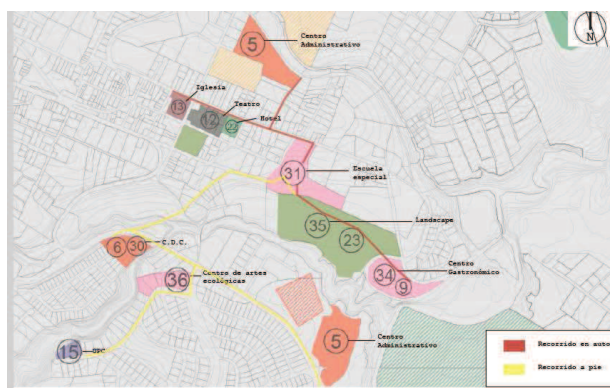 N
5
Centro
Administrativo
Iglesia
13
Teatro
12
Hotel
22
31
Escuela
especial
35
Landscape
23
6
30
C.D.C.
34
Centro
Gastronómico
9
36
Centro de artes
ecológicas
15
5
Centro
Administrativo
Recorrido en auto
Recorrido a pie